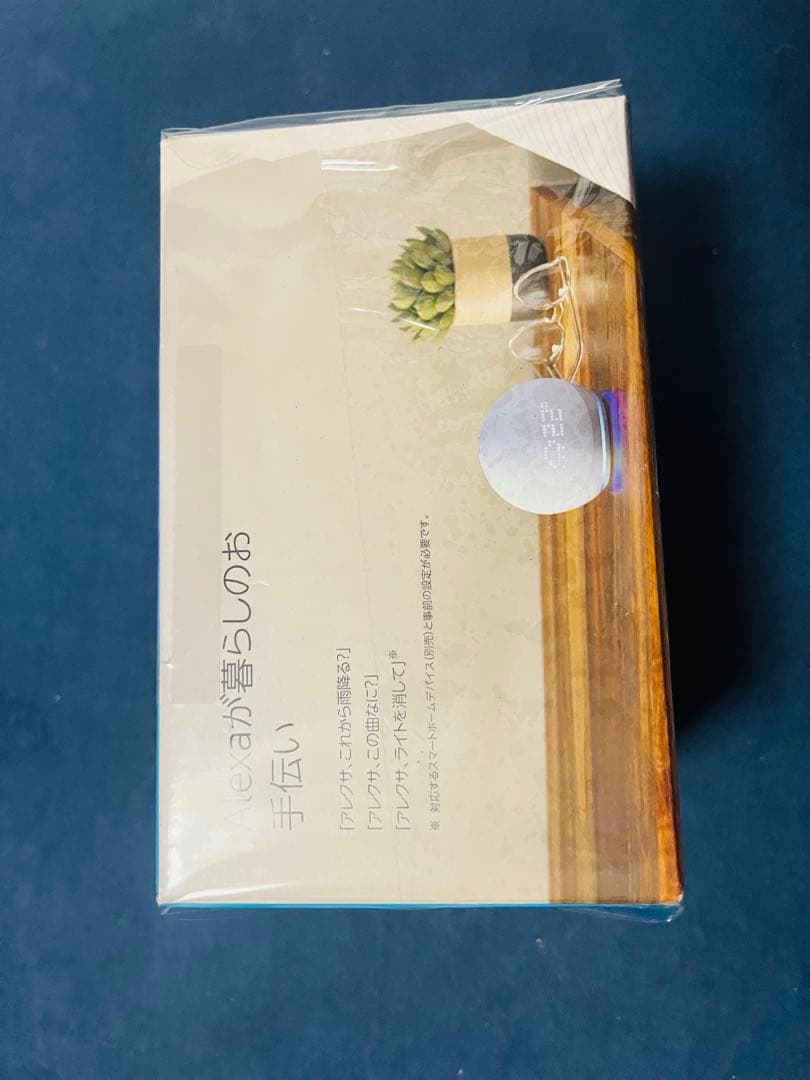 Alexaが暮らしのお
手伝い
「アレクサ、これから雨降る?」
「アレクサ、この曲なに?」
「アレクサ、ライトを消して」※
※ 対応するスマートホームデバイス(別売)と事前の設定が必要です。